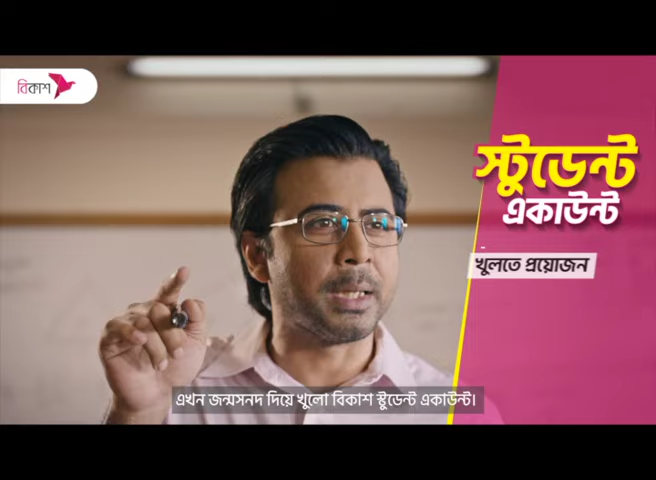 বিকাশ
স্টুডেন্ট
একাউন্ট
খুলতে প্রয়োজন
এখন জন্মসনদ দিয়ে খুলো বিকাশ স্টুডেন্ট একাউন্ট।